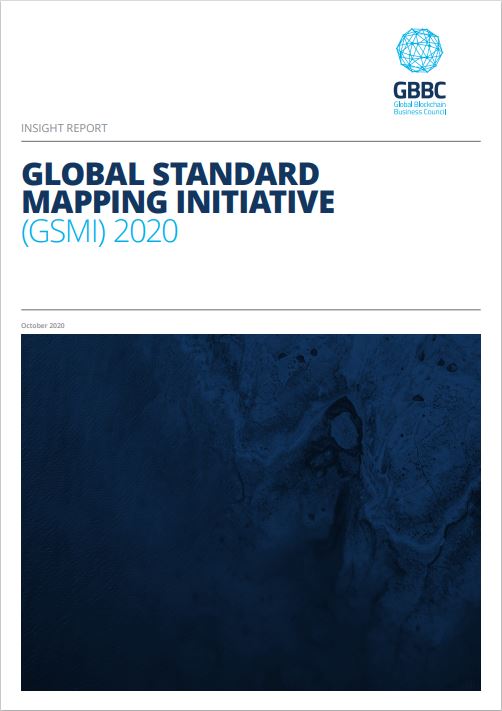 GBBC
Global Blockchain
Business Council
INSIGHT REPORT
GLOBAL STANDARD
MAPPING INITIATIVE
(GSMI) 2020
October 2020